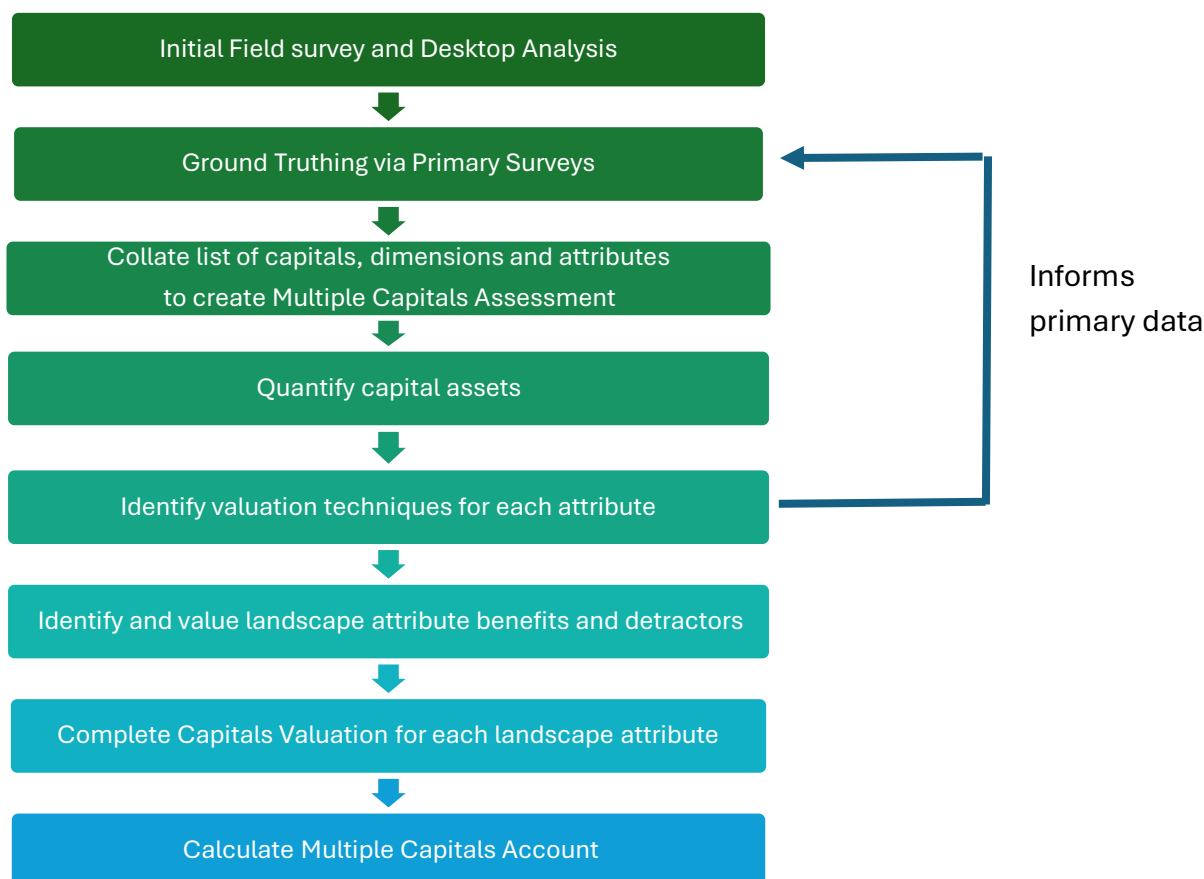 Initial Field survey and Desktop Analysis
Ground Truthing via Primary Surveys
Collate list of capitals, dimensions and attributes
to create Multiple Capitals Assessment
Informs
primary data
Quantify capital assets
Identify valuation techniques for each attribute
Identify and value landscape attribute benefits and detractors
Complete Capitals Valuation for each landscape attribute
Calculate Multiple Capitals Account